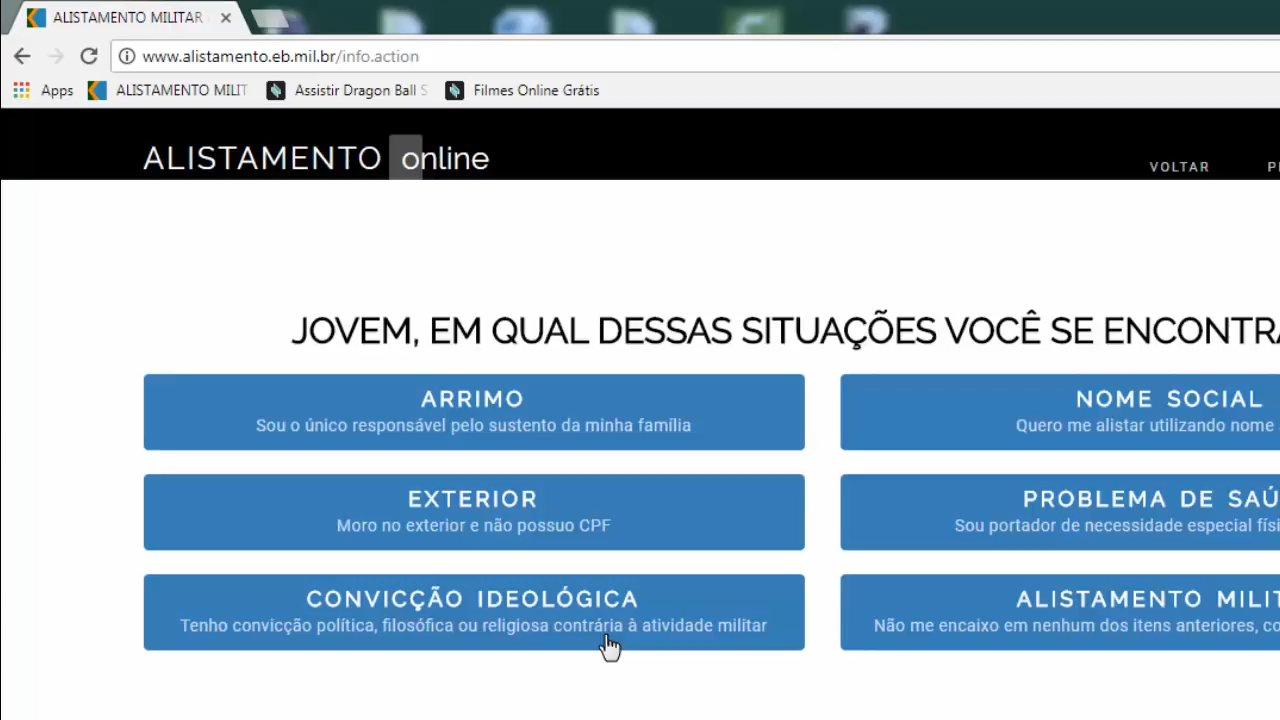 ALISTAMENTO MILITAR
www.alistamento.eb.mil.br/info.action
Apps ALISTAMENTO MILIT Assistir Dragon Ball S Filmes Online Grátis
ALISTAMENTO online
VOLTAR
JOVEM, EM QUAL DESSAS SITUAÇÕES VOCÊ SE ENCONTRA
ARRIMO
Sou o único responsável pelo sustento da minha família
NOME SOCIAL
Quero me alistar utilizando nome
EXTERIOR
Moro no exterior e não possuo CPF
PROBLEMA DE SAÚ
Sou portador de necessidade especial físi
CONVICÇÃO IDEOLÓGICA
Tenho convicção política, filosófica ou religiosa contrária à atividade militar
ALISTAMENTO MILIT
Não me encaixo em nenhum dos itens anteriores, co